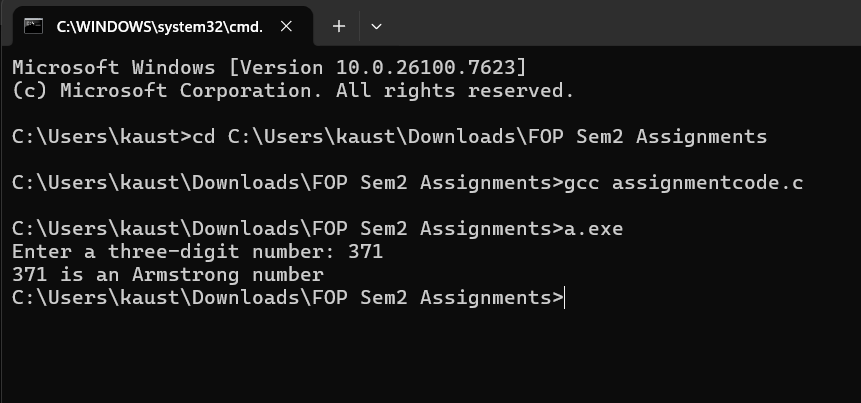 C:\WINDOWS\system32\cmd.
Microsoft Windows [Version 10.0.26100.7623]
(c) Microsoft Corporation. All rights reserved.
C:\Users\kaust>cd C:\Users\kaust\Downloads\FOP Sem2 Assignments
C:\Users\kaust\Downloads\FOP Sem2 Assignments>gcc assignmentcode.c
C:\Users\kaust\Downloads\FOP Sem2 Assignments>a.exe
Enter a three-digit number: 371
371 is an Armstrong number
C:\Users\kaust\Downloads\FOP Sem2 Assignments>